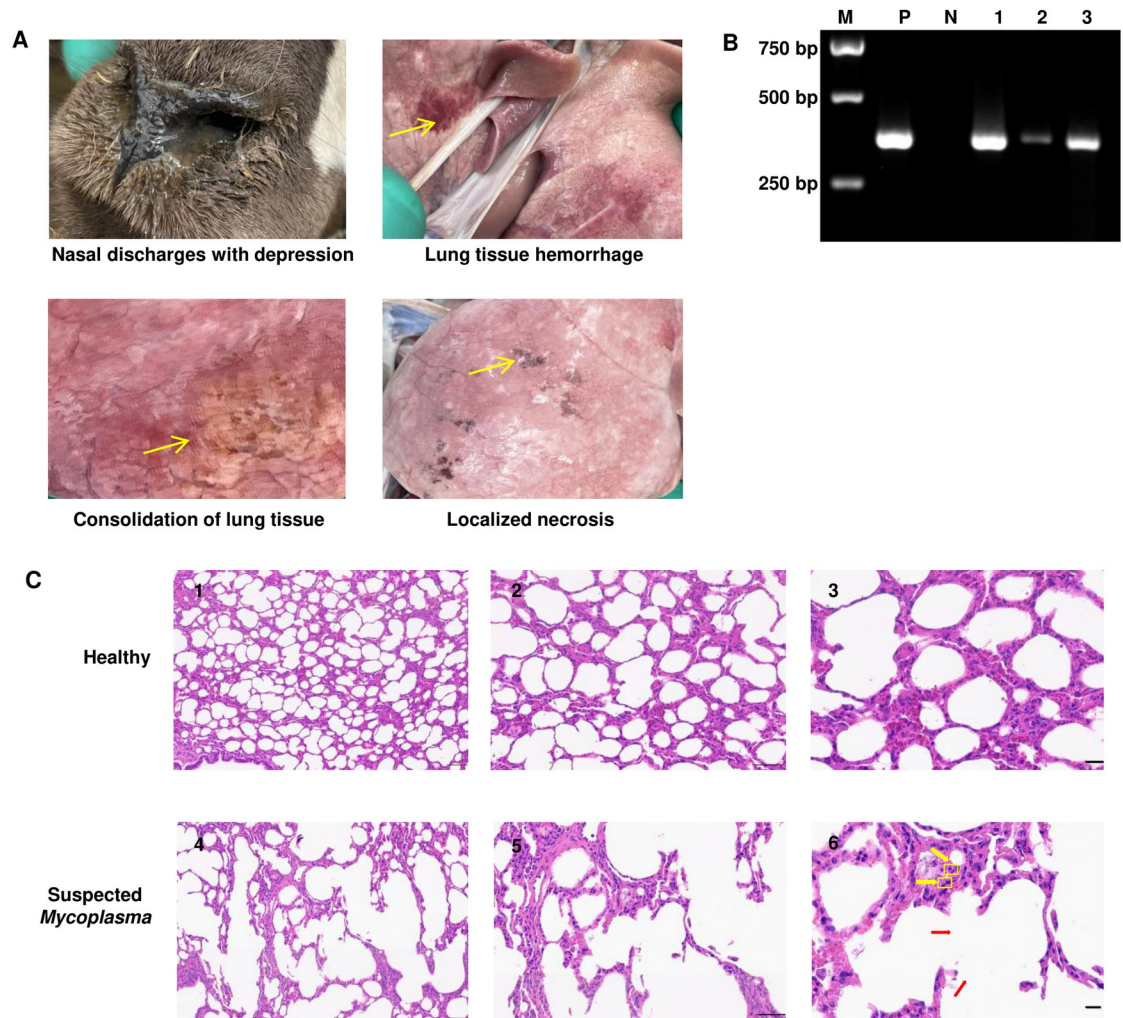 A
Nasal discharges with depression
Lung tissue hemorrhage
Consolidation of lung tissue
Localized necrosis
B
M P N 1 2 3
750 bp
500 bp
250 bp
C
Healthy
1
2
3
Suspected
Mycoplasma
4
5
6